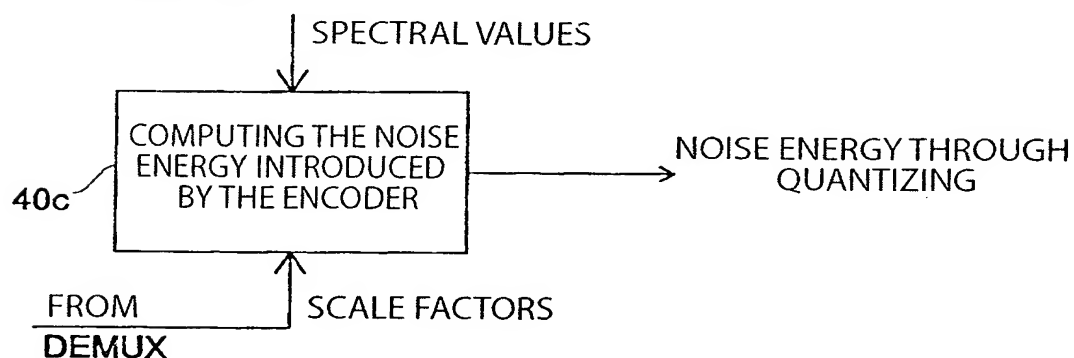 SPECTRAL VALUES
COMPUTING THE NOISE
ENERGY INTRODUCED
BY THE ENCODER
40c
NOISE ENERGY THROUGH
QUANTIZING
FROM
DEMUX
SCALE FACTORS